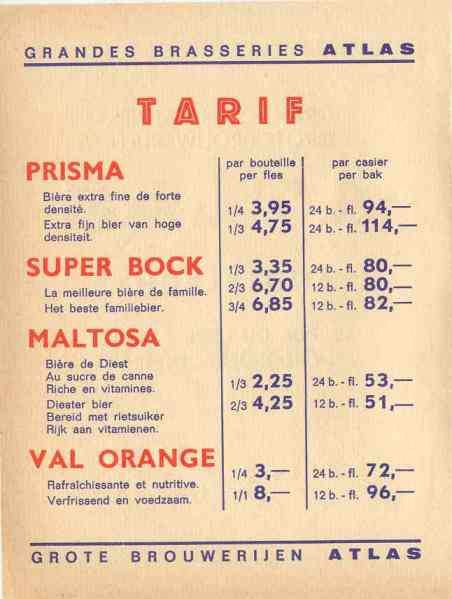 GRANDES BRASSERIES ATLAS
TARIF
par bouteille par casier
per fles per bak
PRISMA
Bière extra fine de forte
densité. 1/4 3,95 24 b. - fl. 94,—
Extra fijn bier van hoge 1/3 4,75 24 b. - fl. 114,—
densiteit.
SUPER BOCK 1/3 3,35 24 b. - fl. 80,—
La meilleure bière de famille. 2/3 6,70 12 b. - fl. 80,—
Het beste familiebier. 3/4 6,85 12 b. - fl. 82,—
MALTOSA
Bière de Diest
Au sucre de canne
Riche en vitamines. 1/3 2,25 24 b. - fl. 53,—
Diester bier 2/3 4,25 12 b. - fl. 51,—
Bereid met rietsuiker
Rijk aan vitamienen.
VAL ORANGE 1/4 3,— 24 b. - fl. 72,—
Rafraîchissante et nutritive. 1/1 8,— 12 b. - fl. 96,—
Verfrissend en voedzaam.
GROTE BROUWERIJEN ATLAS